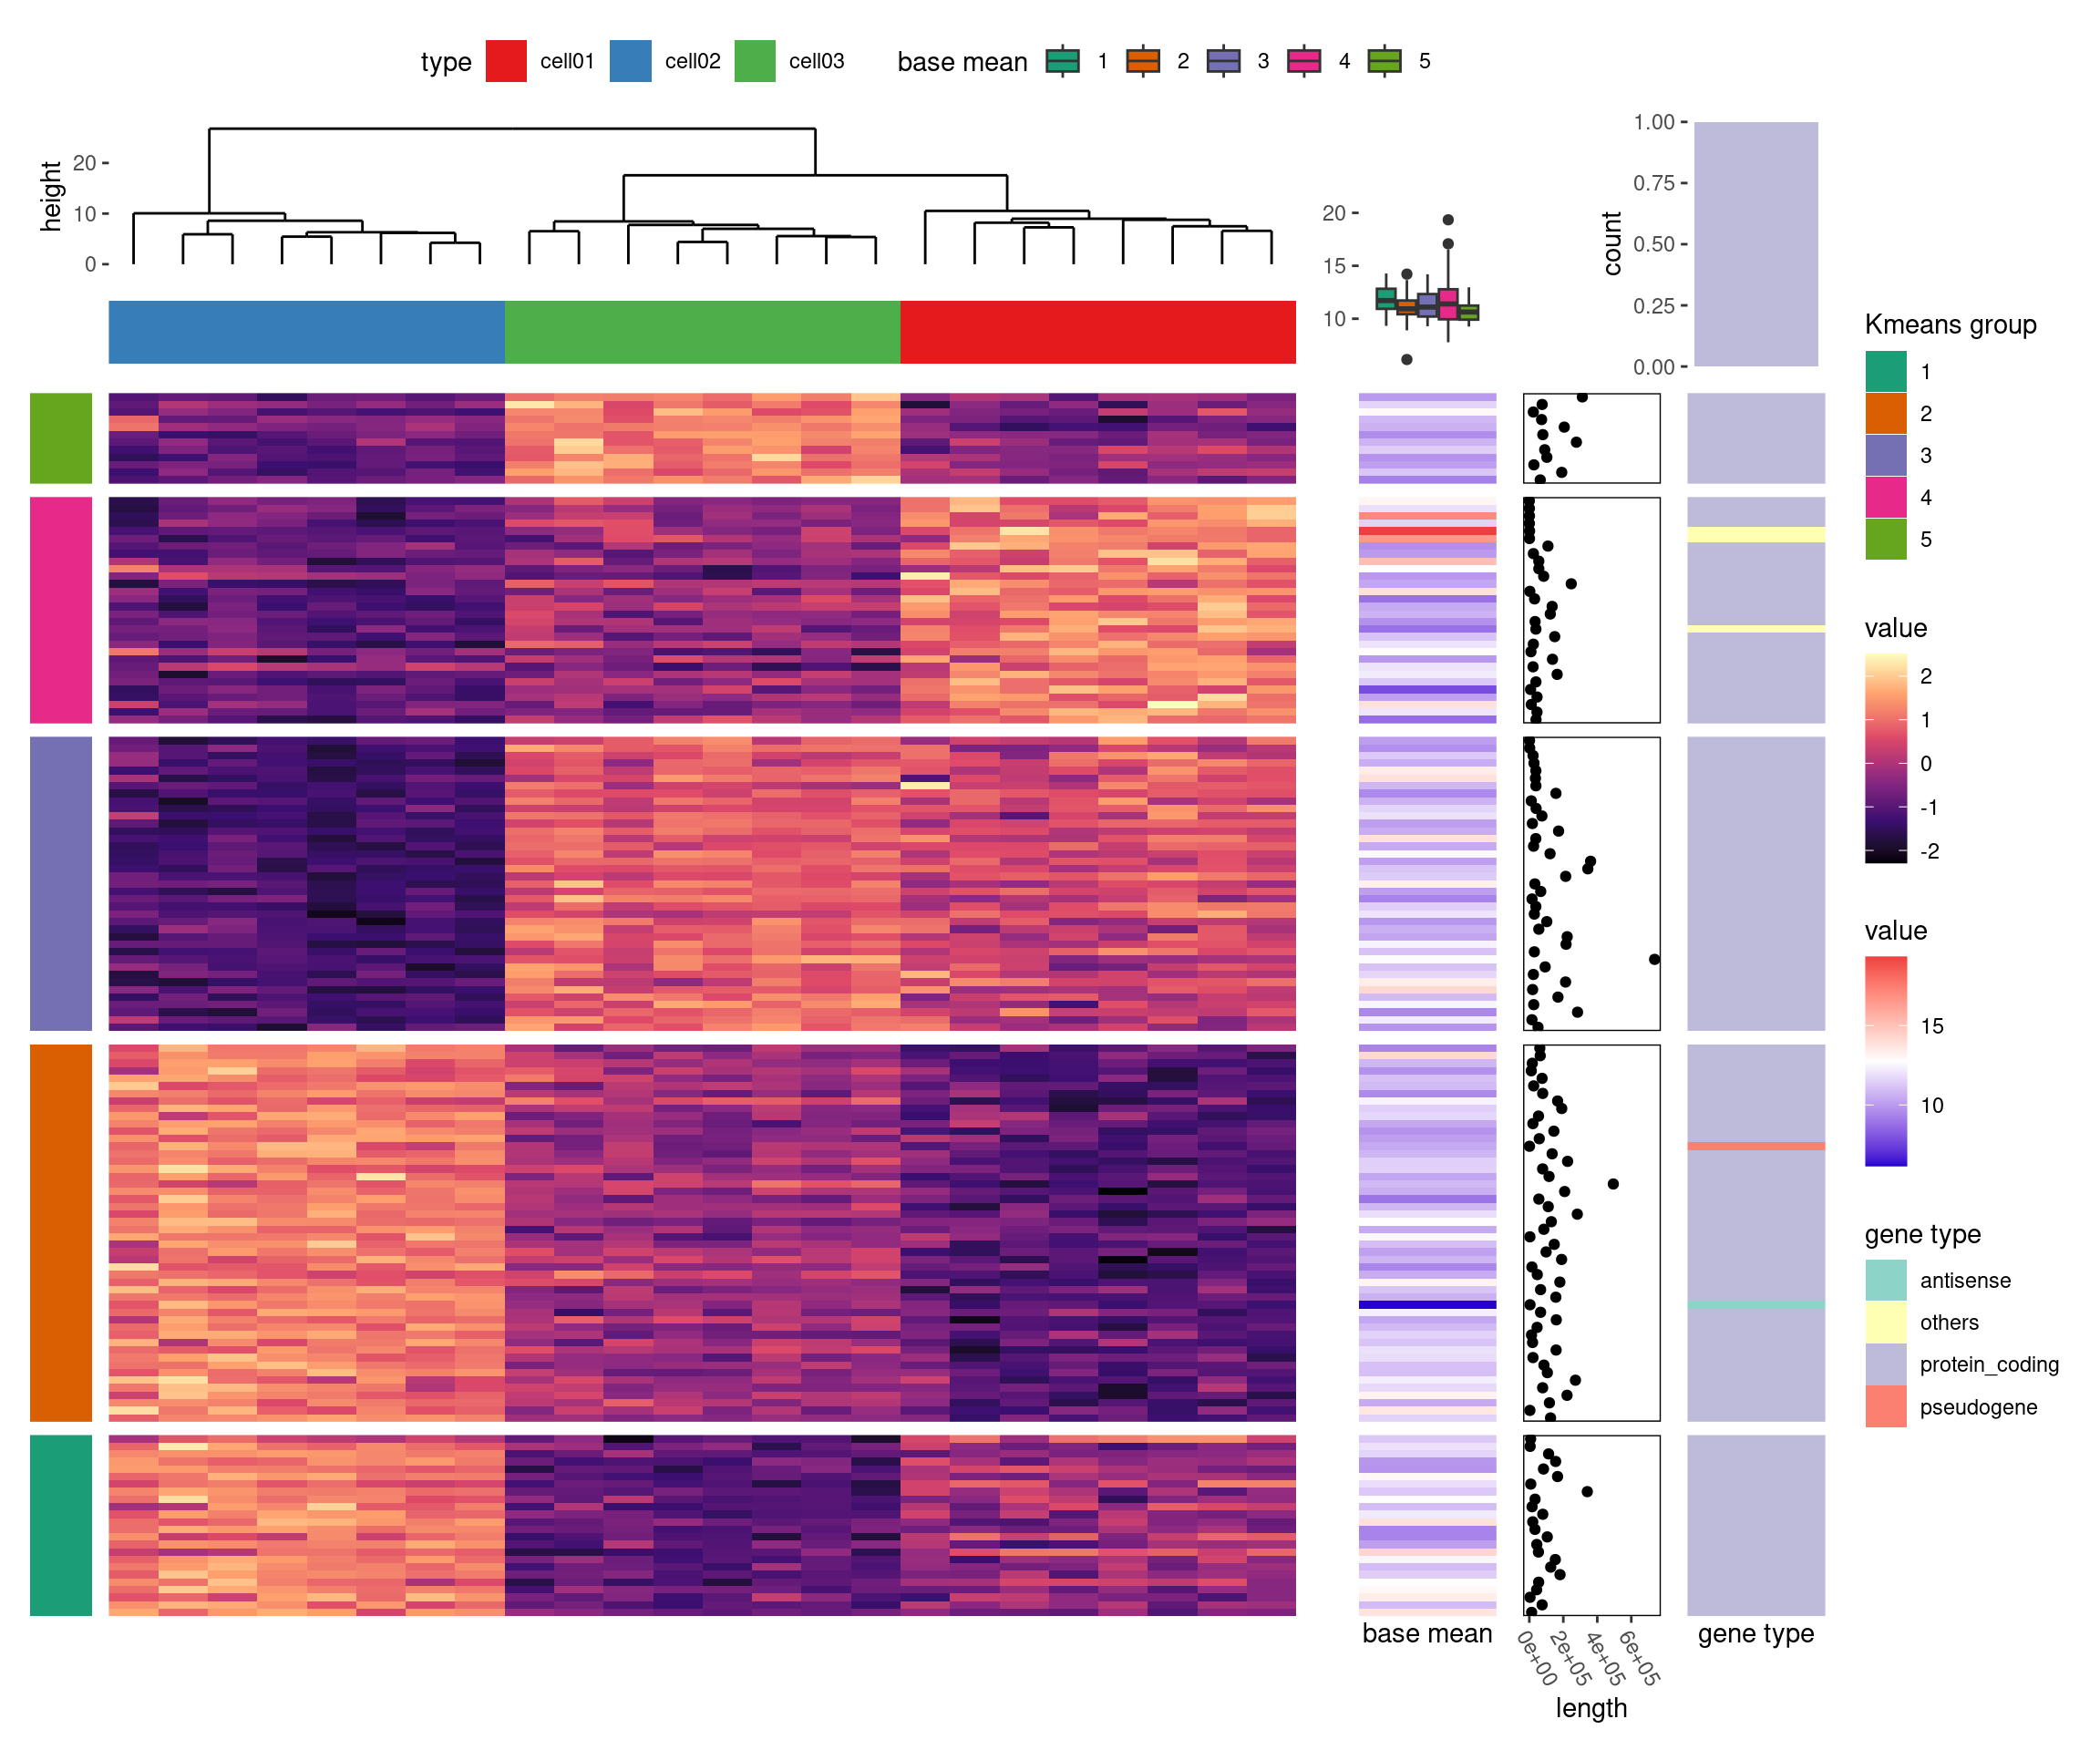 type cell01 cell02 cell03 base mean 1 2 3 4 5
height
20
10
0
20
15
10
count
1.00
0.75
0.50
0.25
0.00
Kmeans group
1
2
3
4
5
value
2
1
0
-1
-2
value
15
10
gene type
antisense
others
protein_coding
pseudogene
base mean
0e+00 2e+05 4e+05 6e+05
length
gene type